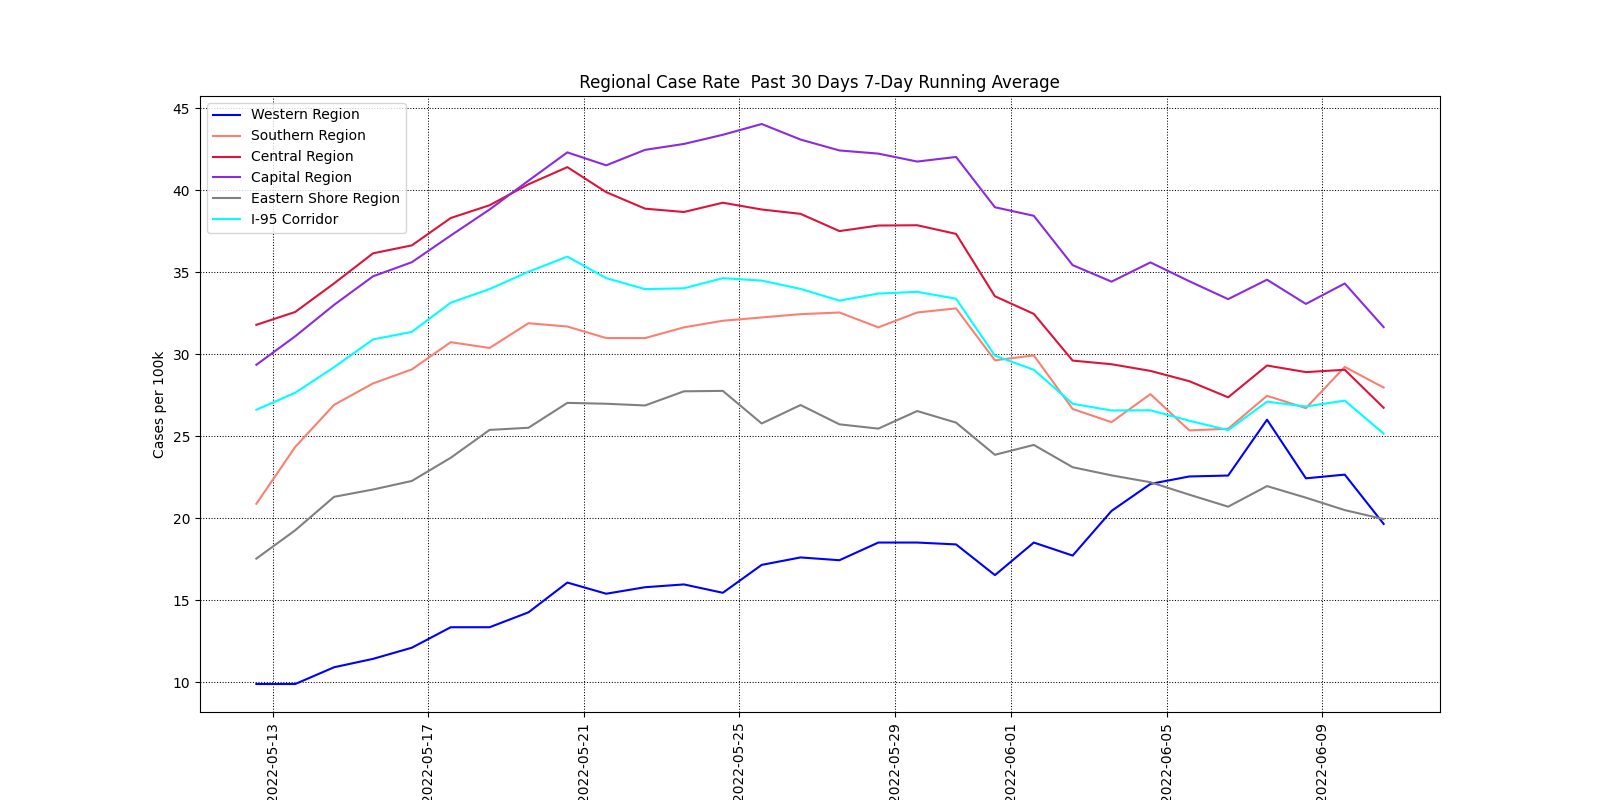 Regional Case Rate  Past 30 Days 7-Day Running Average
Western Region
Southern Region
Central Region
Capital Region
Eastern Shore Region
I-95 Corridor
Cases per 100k
45
40
35
30
25
20
15
10
2022-05-13
2022-05-17
2022-05-21
2022-05-25
2022-05-29
2022-06-01
2022-06-05
2022-06-09